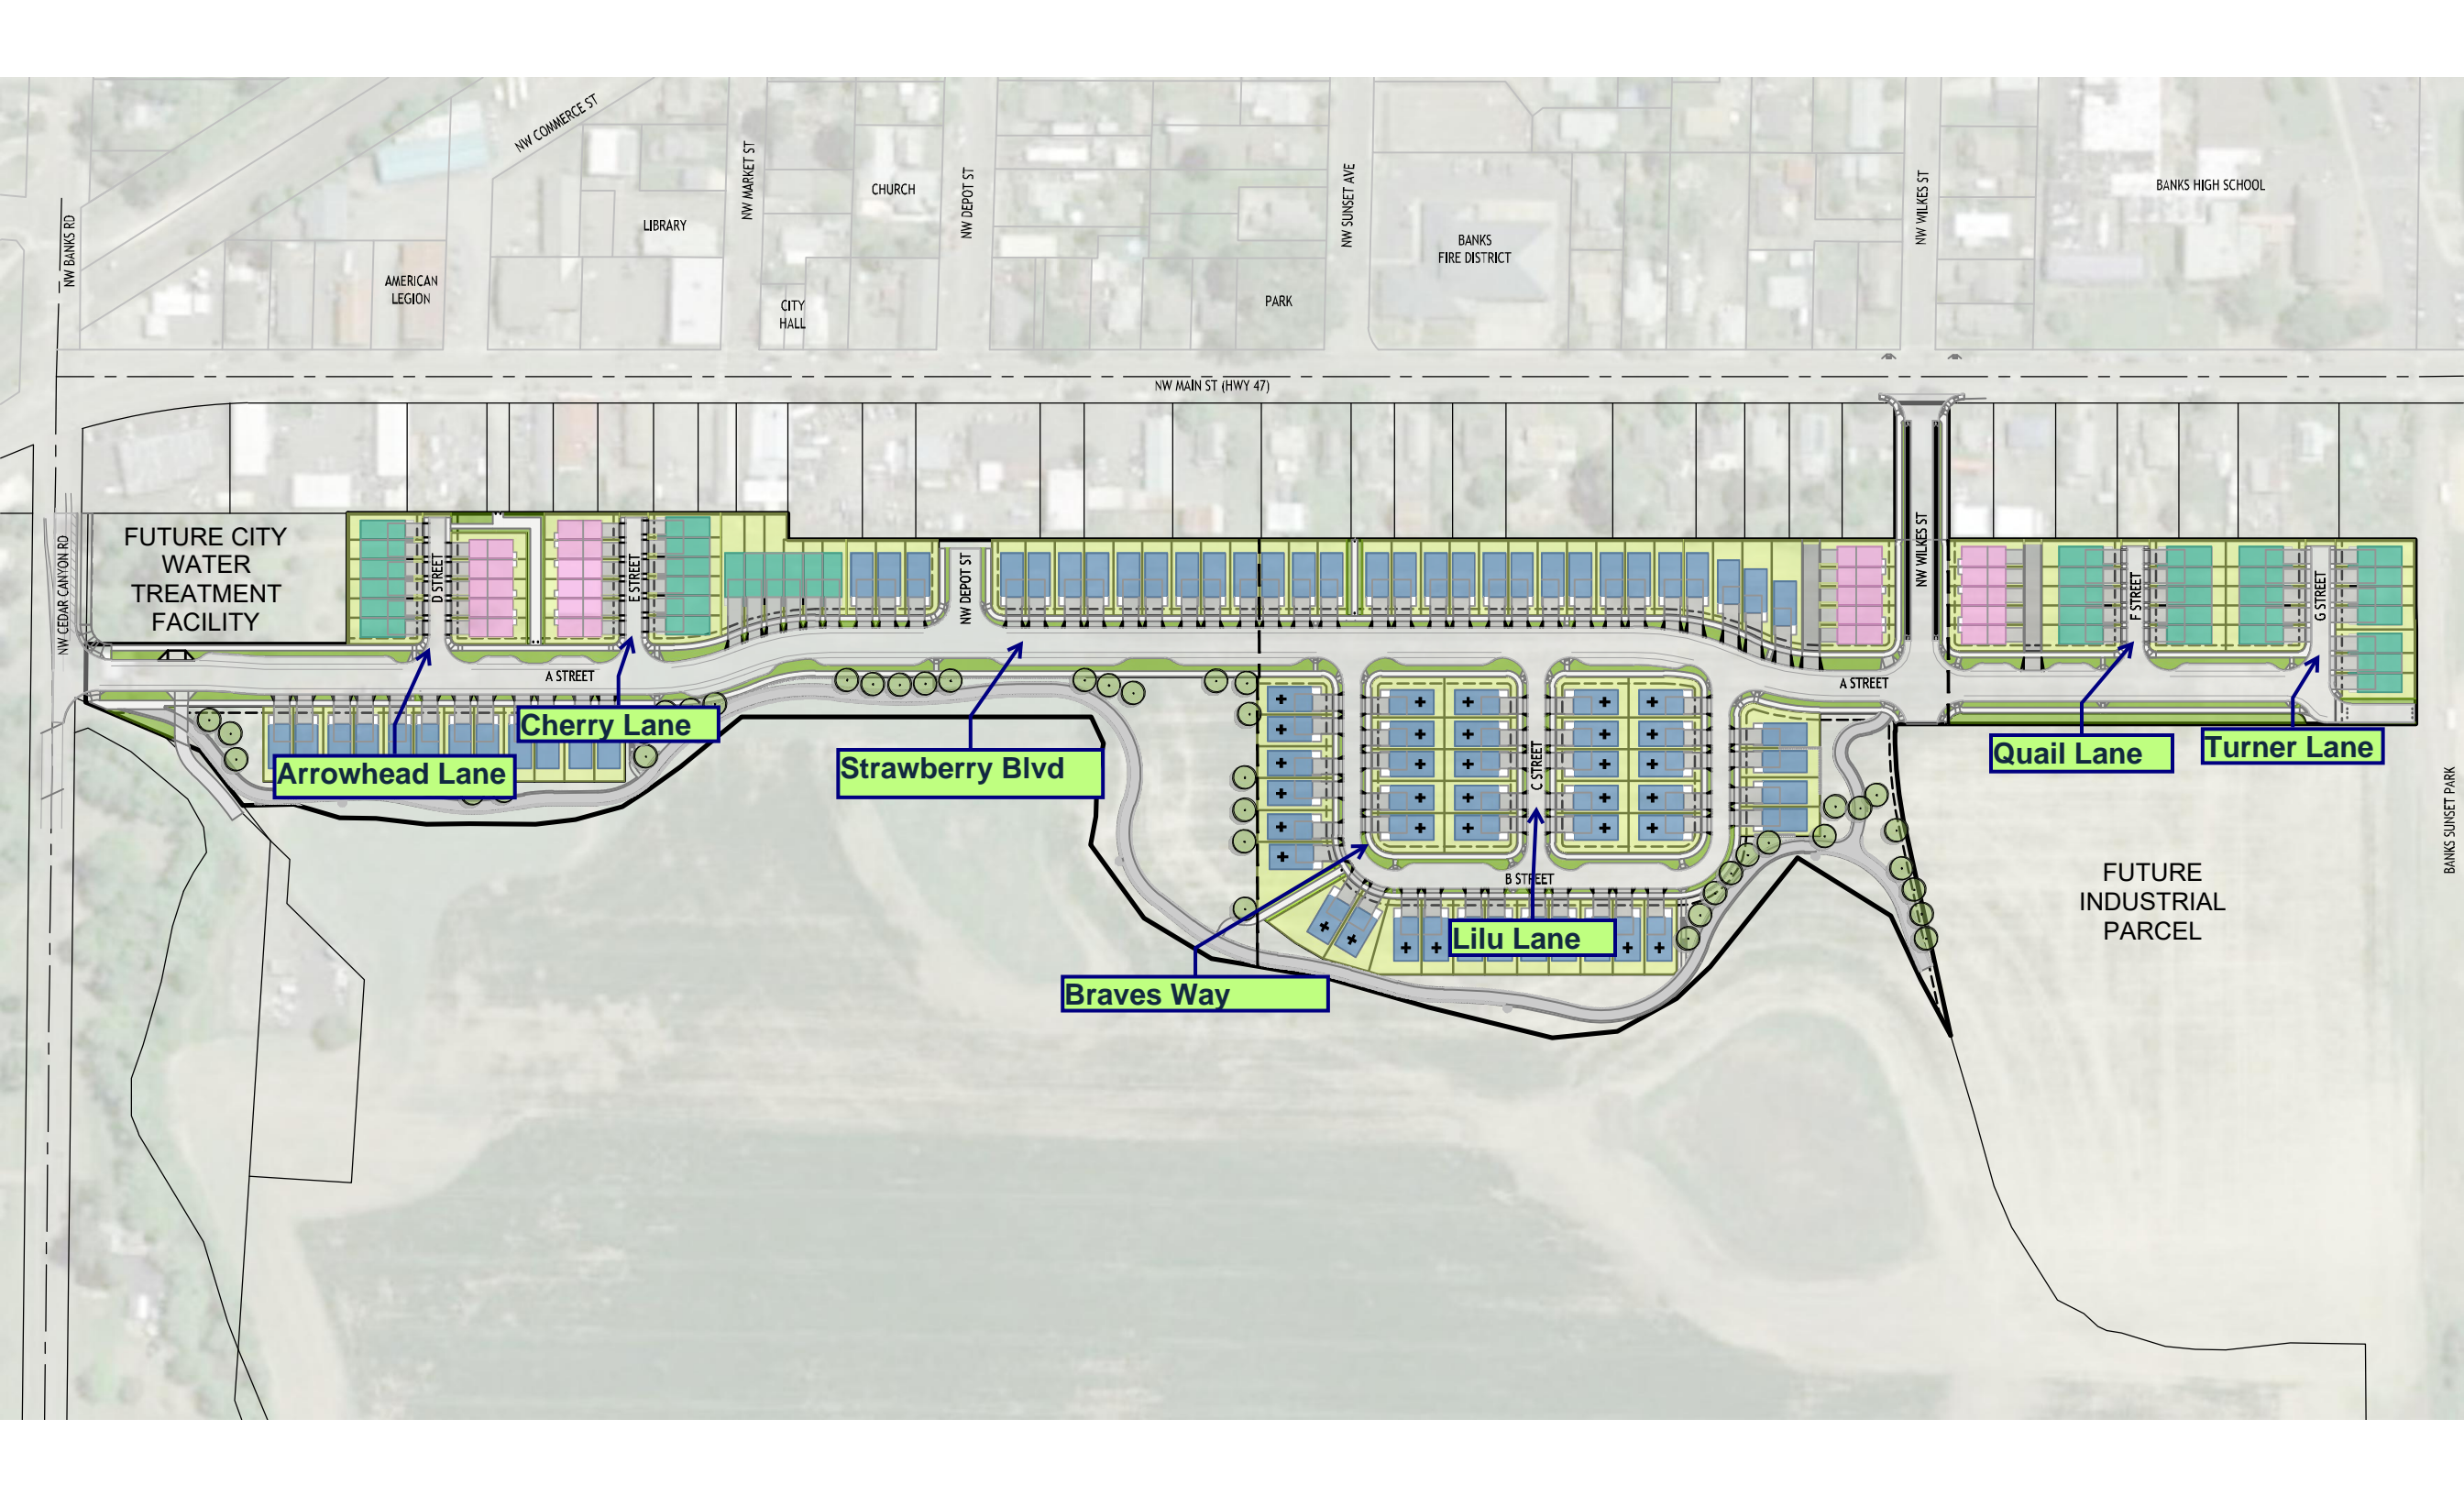 NW COMMERCE ST
NW MARKET ST
CHURCH
NW DEPOT ST
NW SUNSET AVE
NW WILKES ST
BANKS HIGH SCHOOL
NW BANKS RD
LIBRARY
BANKS
FIRE DISTRICT
AMERICAN
LEGION
CITY
HALL
PARK
NW MAIN ST (HWY 47)
FUTURE CITY
WATER
TREATMENT
FACILITY
NW CEDAR CANYON RD
D STREET
E STREET
NW DEPOT ST
NW WILKES ST
F STREET
G STREET
A STREET
A STREET
Cherry Lane
Arrowhead Lane
Strawberry Blvd
C STREET
Quail Lane
Turner Lane
BANKS SUNSET PARK
B STREET
FUTURE
INDUSTRIAL
PARCEL
Lilu Lane
Braves Way